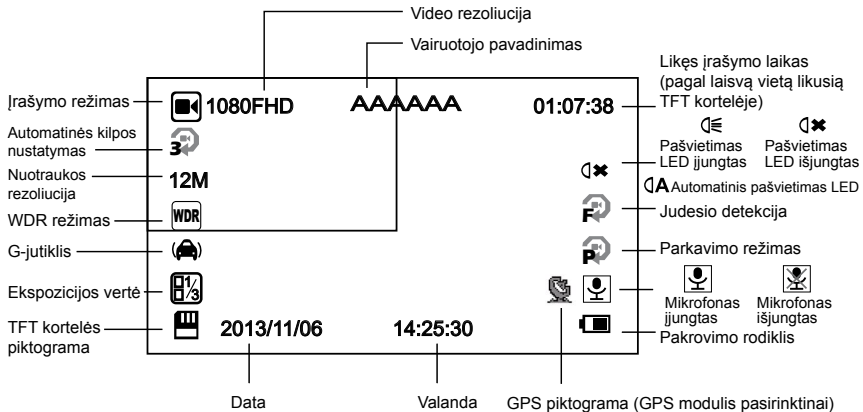 Video rezoliucija
Vairuotojo pavadinimas
Likęs įrašymo laikas
(pagal laisvą vietą likusią
TFT kortelėje)
Įrašymo režimas
1080FHD
AAAAAA
01:07:38
Automatinės kilpos
nustatymas
3
Pašvietimas
LED įjungtas
Pašvietimas
LED išjungtas
Nuotraukos
rezoliucija
12M
A Automatinis pašvietimas LED
WDR režimas
WDR
F
Judesio detekcija
G-jutiklis
P
Parkavimo režimas
Ekspozicijos vertė
1/3
Mikrofonas
įjungtas
Mikrofonas
išjungtas
TFT kortelės
piktograma
2013/11/06
14:25:30
Pakrovimo rodiklis
Data
Valanda
GPS piktograma (GPS modulis pasirinktinai)